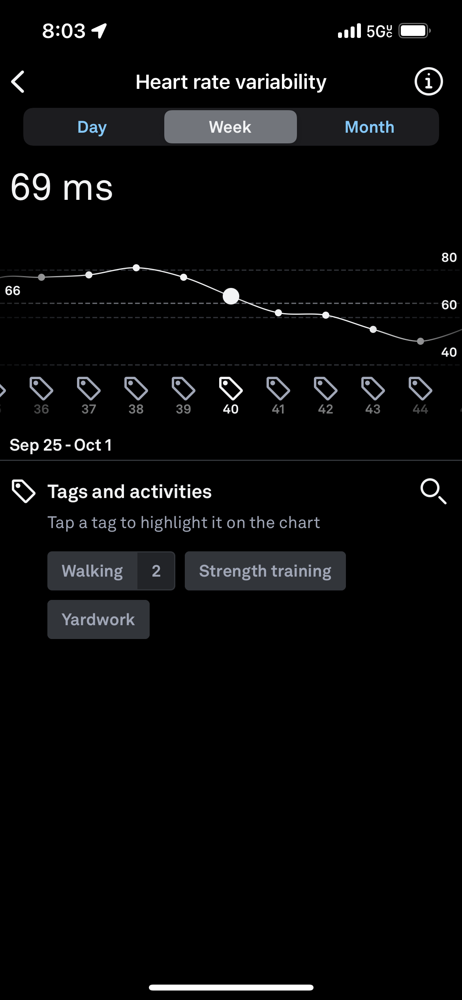 8:03 5G UC
Heart rate variability
Day Week Month
69 ms
80
66
60
40
36 37 38 39 40 41 42 43 44
Sep 25 - Oct 1
Tags and activities
Tap a tag to highlight it on the chart
Walking 2 Strength training
Yardwork